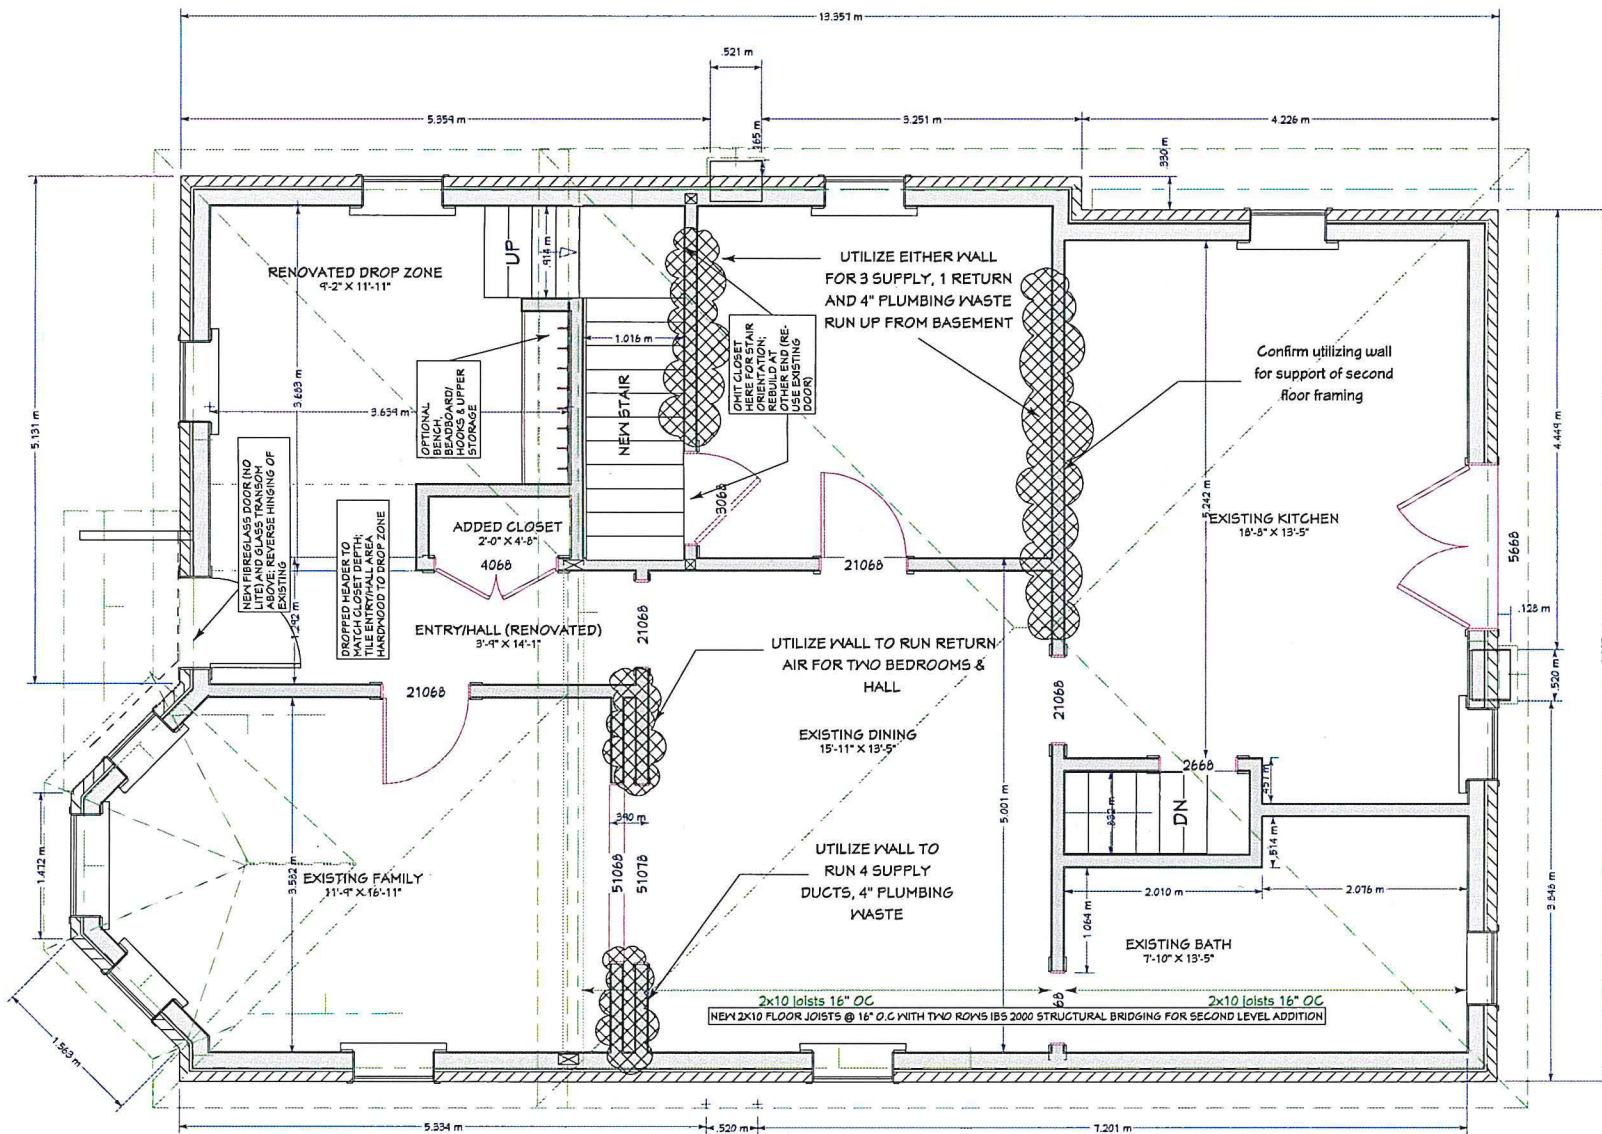 13.357 m
.521 m
5.359 m
3.251 m
4.226 m
.165 m
.330 m
UP
.914 m
RENOVATED DROP ZONE
9'-2" X 11'-11"
UTILIZE EITHER WALL
FOR 3 SUPPLY, 1 RETURN
AND 4" PLUMBING WASTE
RUN UP FROM BASEMENT
1.016 m
OMIT CLOSET
HERE FOR STAIR
ORIENTATION;
REBUILD AT
OTHER END (RE-
USE EXISTING
DOOR)
Confirm utilizing wall
for support of second
floor framing
3.683 m
3.639 m
OPTIONAL
BENCH,
BEADBOARD/
HOOKS & UPPER
STORAGE
NEW STAIR
5.131 m
4.449 m
NEW FIBREGLASS DOOR (NO
LITE) AND GLASS TRANSOM
ABOVE; REVERSE HINGING OF
EXISTING
3068
5.242 m
EXISTING KITCHEN
18'-8" X 13'-5"
5668
DROPPED HEADER TO
MATCH CLOSET DEPTH;
TILE ENTRY/HALL AREA
HARDWOOD TO DROP ZONE
ADDED CLOSET
2'-0" X 4'-8"
4068
21068
.128 m
1.292 m
ENTRY/HALL (RENOVATED)
3'-9" X 14'-1"
21068
UTILIZE WALL TO RUN RETURN
AIR FOR TWO BEDROOMS &
HALL
.520 m
21068
21068
EXISTING DINING
15'-11" X 13'-5"
2668
.457 m
.390 m
5.001 m
.832 m
DN
.514 m
1.412 m
3.582 m
EXISTING FAMILY
11'-9" X 16'-11"
51068
51078
UTILIZE WALL TO
RUN 4 SUPPLY
DUCTS, 4" PLUMBING
WASTE
2.010 m
2.076 m
3.848 m
1.064 m
EXISTING BATH
7'-10" X 13'-5"
2x10 joists 16" OC
68
2x10 joists 16" OC
NEW 2X10 FLOOR JOISTS @ 16" O.C WITH TWO ROWS IBS 2000 STRUCTURAL BRIDGING FOR SECOND LEVEL ADDITION
1.563 m
5.334 m
.520 m
7.201 m